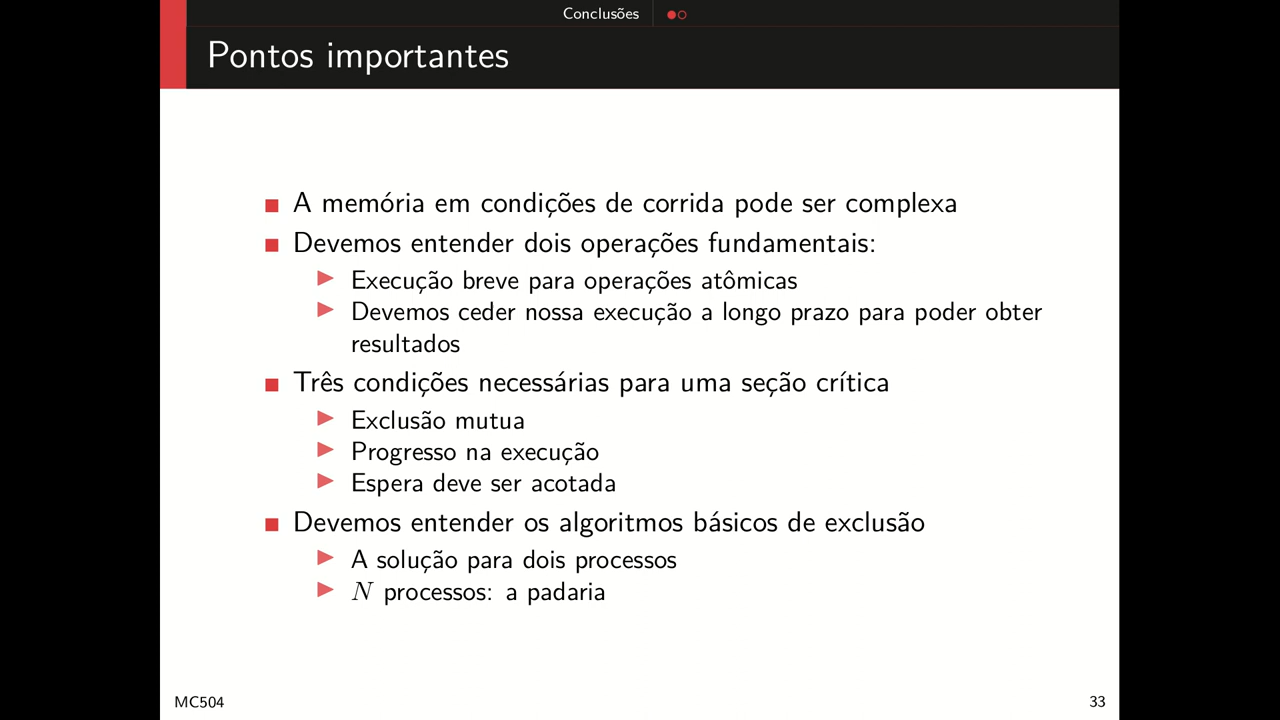 Conclusões
Pontos importantes
A memória em condições de corrida pode ser complexa
Devemos entender dois operações fundamentais:
Execução breve para operações atômicas
Devemos ceder nossa execução a longo prazo para poder obter
resultados
Três condições necessárias para uma seção crítica
Exclusão mutua
Progresso na execução
Espera deve ser acotada
Devemos entender os algoritmos básicos de exclusão
A solução para dois processos
N processos: a padaria
MC504
33